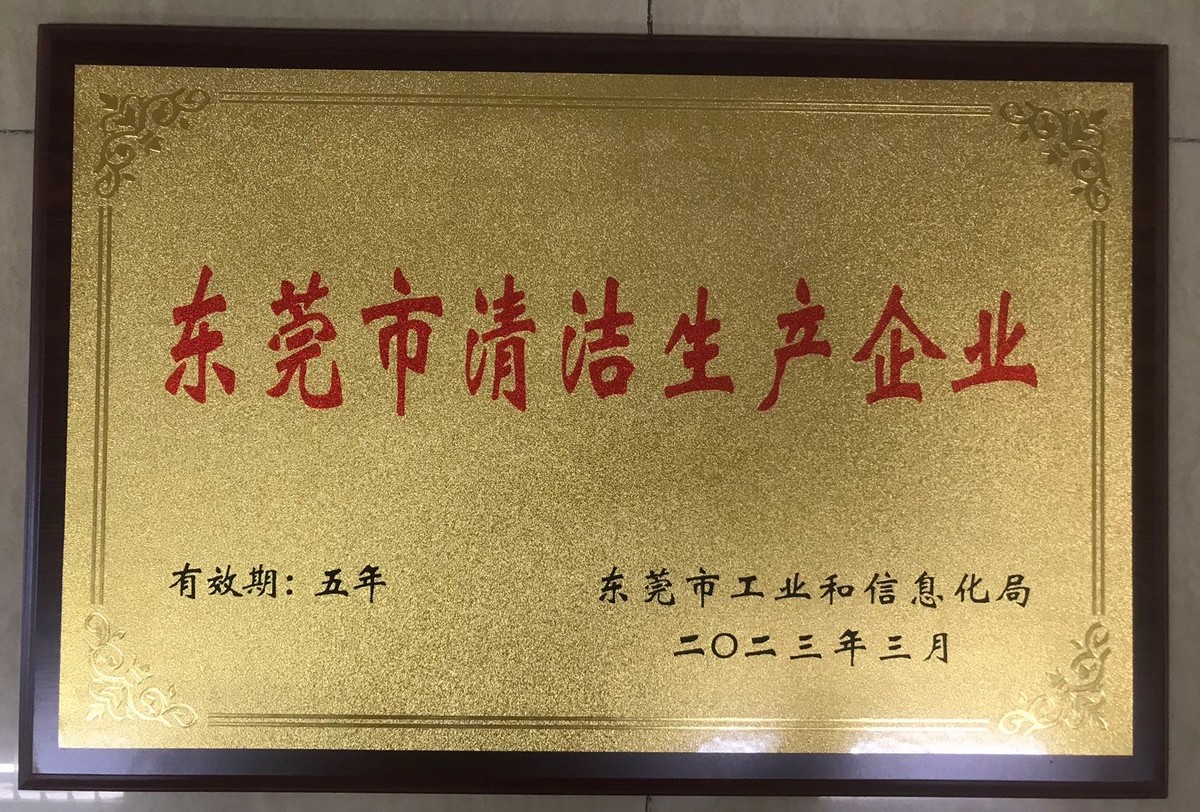 东莞市清洁生产企业
有效期：五年
东莞市工业和信息化局
二〇二三年三月